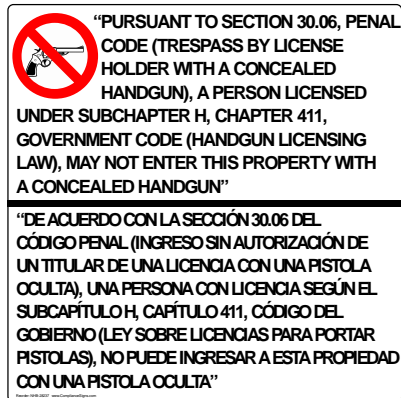 “PURSUANT TO SECTION 30.06, PENAL
CODE (TRESPASS BY LICENSE
HOLDER WITH A CONCEALED
HANDGUN), A PERSON LICENSED
UNDER SUBCHAPTER H, CHAPTER 411,
GOVERNMENT CODE (HANDGUN LICENSING
LAW), MAY NOT ENTER THIS PROPERTY WITH
A CONCEALED HANDGUN”
“DE ACUERDO CON LA SECCIÓN 30.06 DEL
CÓDIGO PENAL (INGRESO SIN AUTORIZACIÓN DE
UN TITULAR DE UNA LICENCIA CON UNA PISTOLA
OCULTA), UNA PERSONA CON LICENCIA SEGÚN EL
SUBCAPÍTULO H, CAPÍTULO 411, CÓDIGO DEL
GOBIERNO (LEY SOBRE LICENCIAS PARA PORTAR
PISTOLAS), NO PUEDE INGRESAR A ESTA PROPIEDAD
CON UNA PISTOLA OCULTA”
www.ComplianceSigns.com